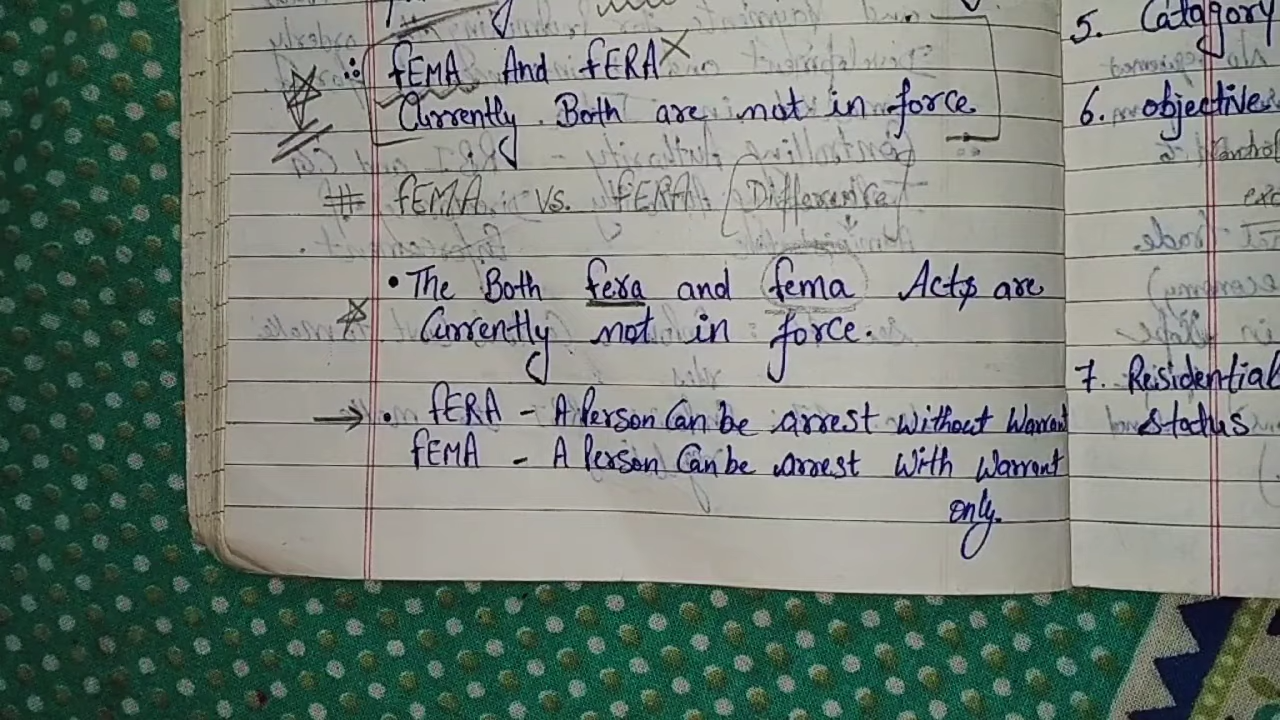 fEMA And fERA X
Currently Both are not in force
# fEMA Vs. fERA (Difference)
• The Both fera and fema Acts are
Currently not in force.
→ • fERA - A Person Can be arrest without Warrant
fEMA - A Person Can be arrest With Warrant
only.
5. Catagory
6. objective
7. Residential
Status